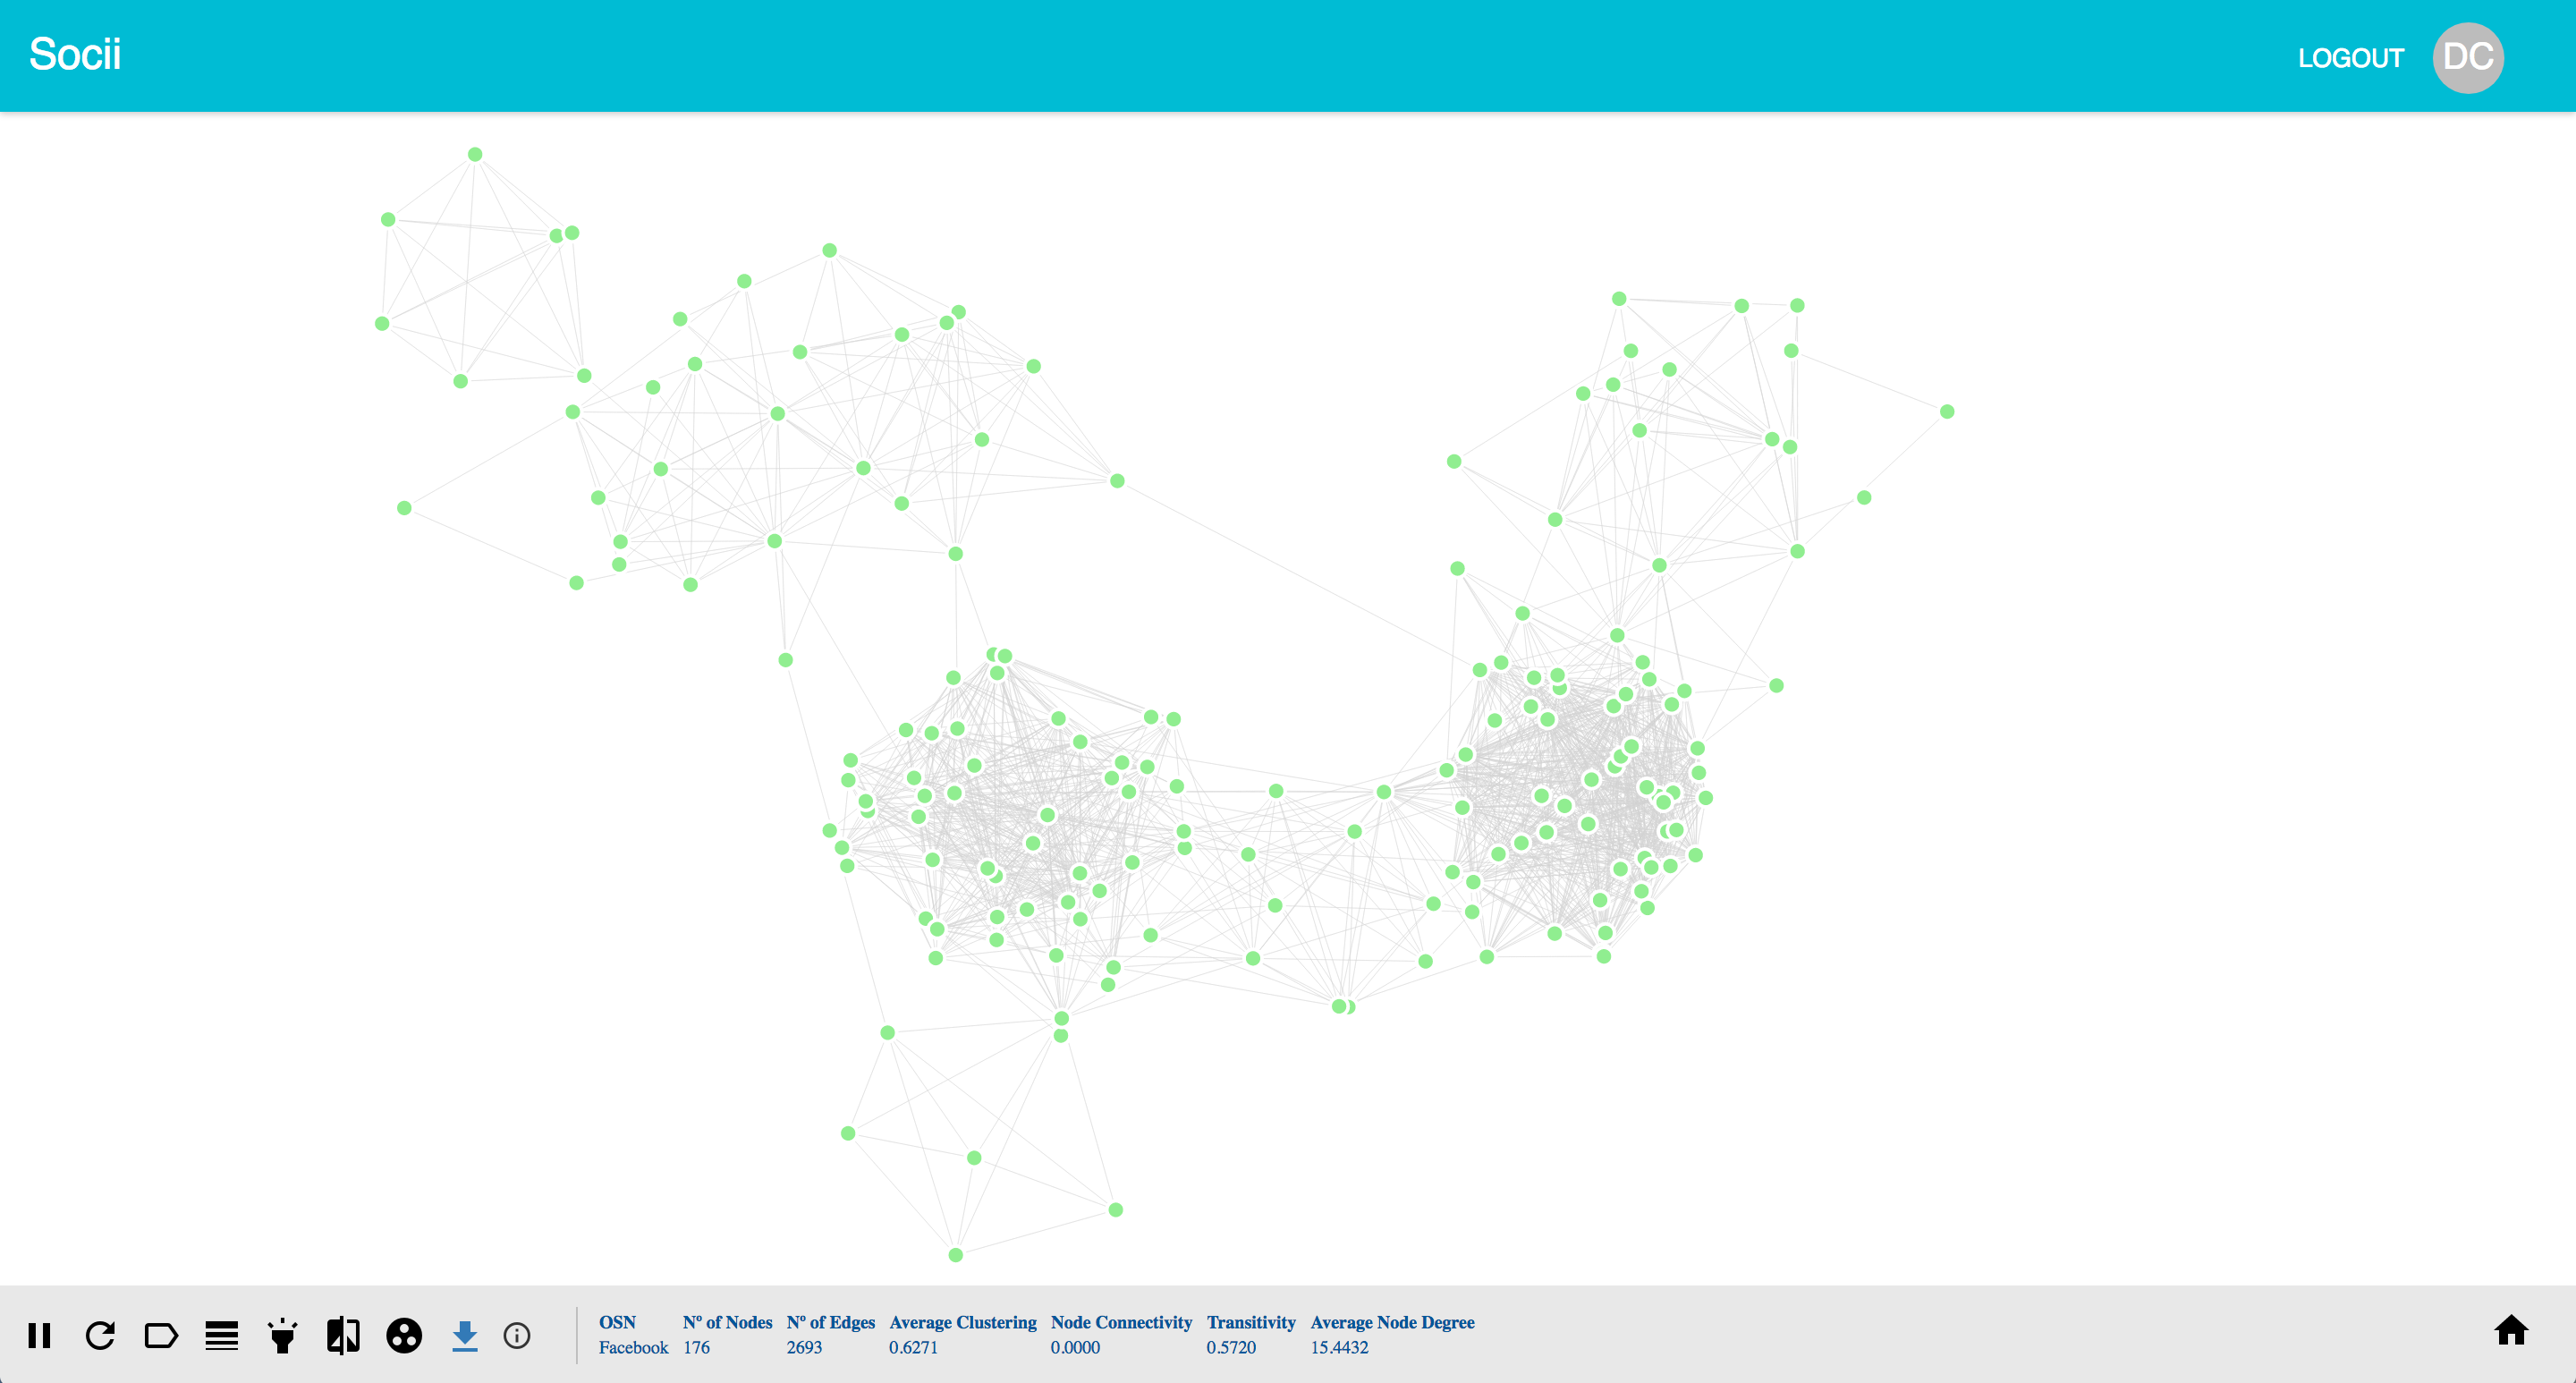 Socii
LOGOUT DC
OSN Nº of Nodes Nº of Edges Average Clustering Node Connectivity Transitivity Average Node Degree
Facebook 176 2693 0.6271 0.0000 0.5720 15.4432